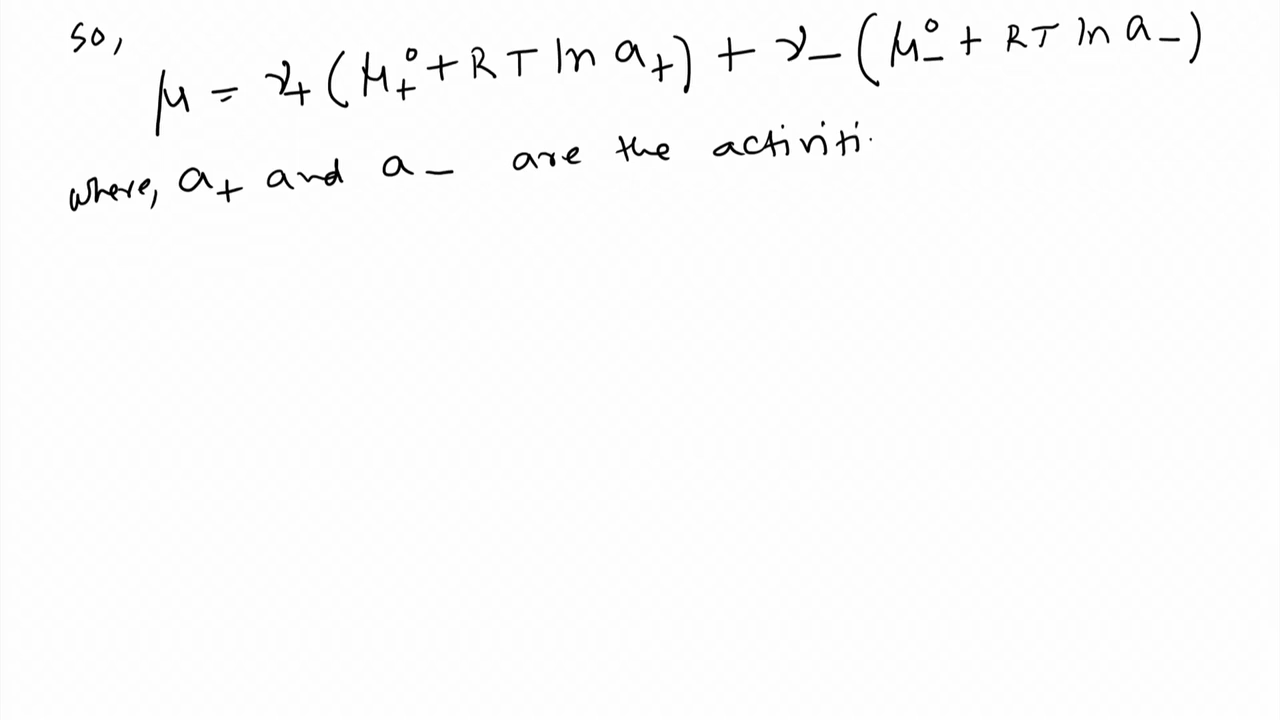 so,
μ = ν₊ (μ₊° + RT ln a₊) + ν₋ (μ₋° + RT ln a₋)
where, a₊ and a₋ are the activiti